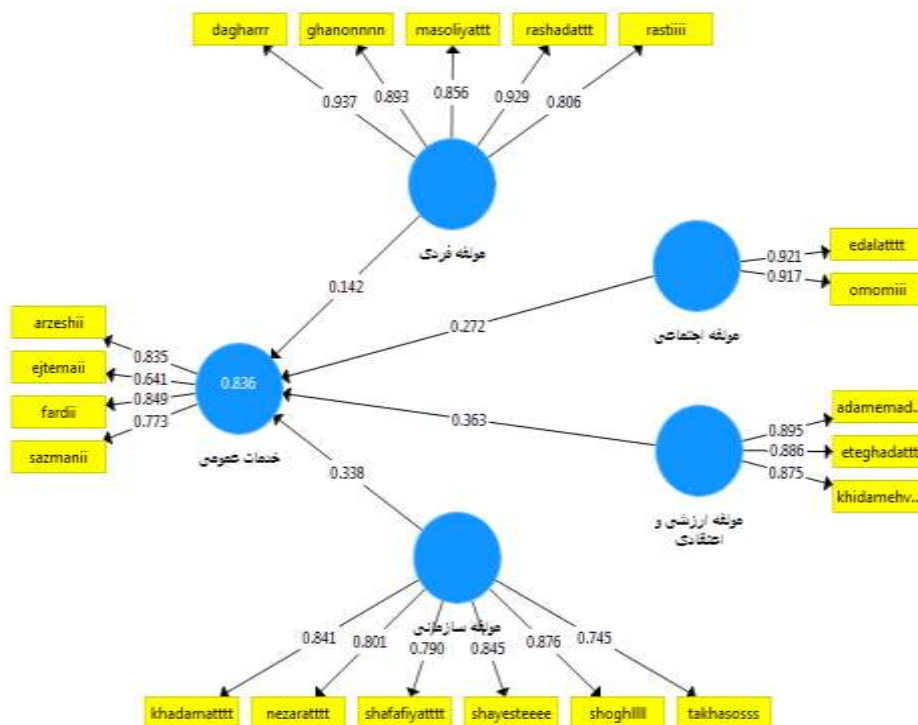 dagharrr
ghanonnnn
masoliyattt
rashadattt
rastiiii
0.937
0.893
0.856
0.929
0.806
مولفه فردی
edalatttt
omomiii
0.921
0.917
مولفه اجتماعی
0.142
0.272
arzeshii
ejtemaii
fardii
sazmanii
0.835
0.641
0.849
0.773
0.836
خدمات عمومی
0.363
adamemad..
eteghadattt
khidamehv..
0.895
0.886
0.875
مولفه ارزشی و
اعتقادی
0.338
مولفه سازمانی
0.841
0.801
0.790
0.845
0.876
0.745
khadamatttt
nezaratttt
shafafiyatttt
shayesteeee
shoghlllll
takhasosss